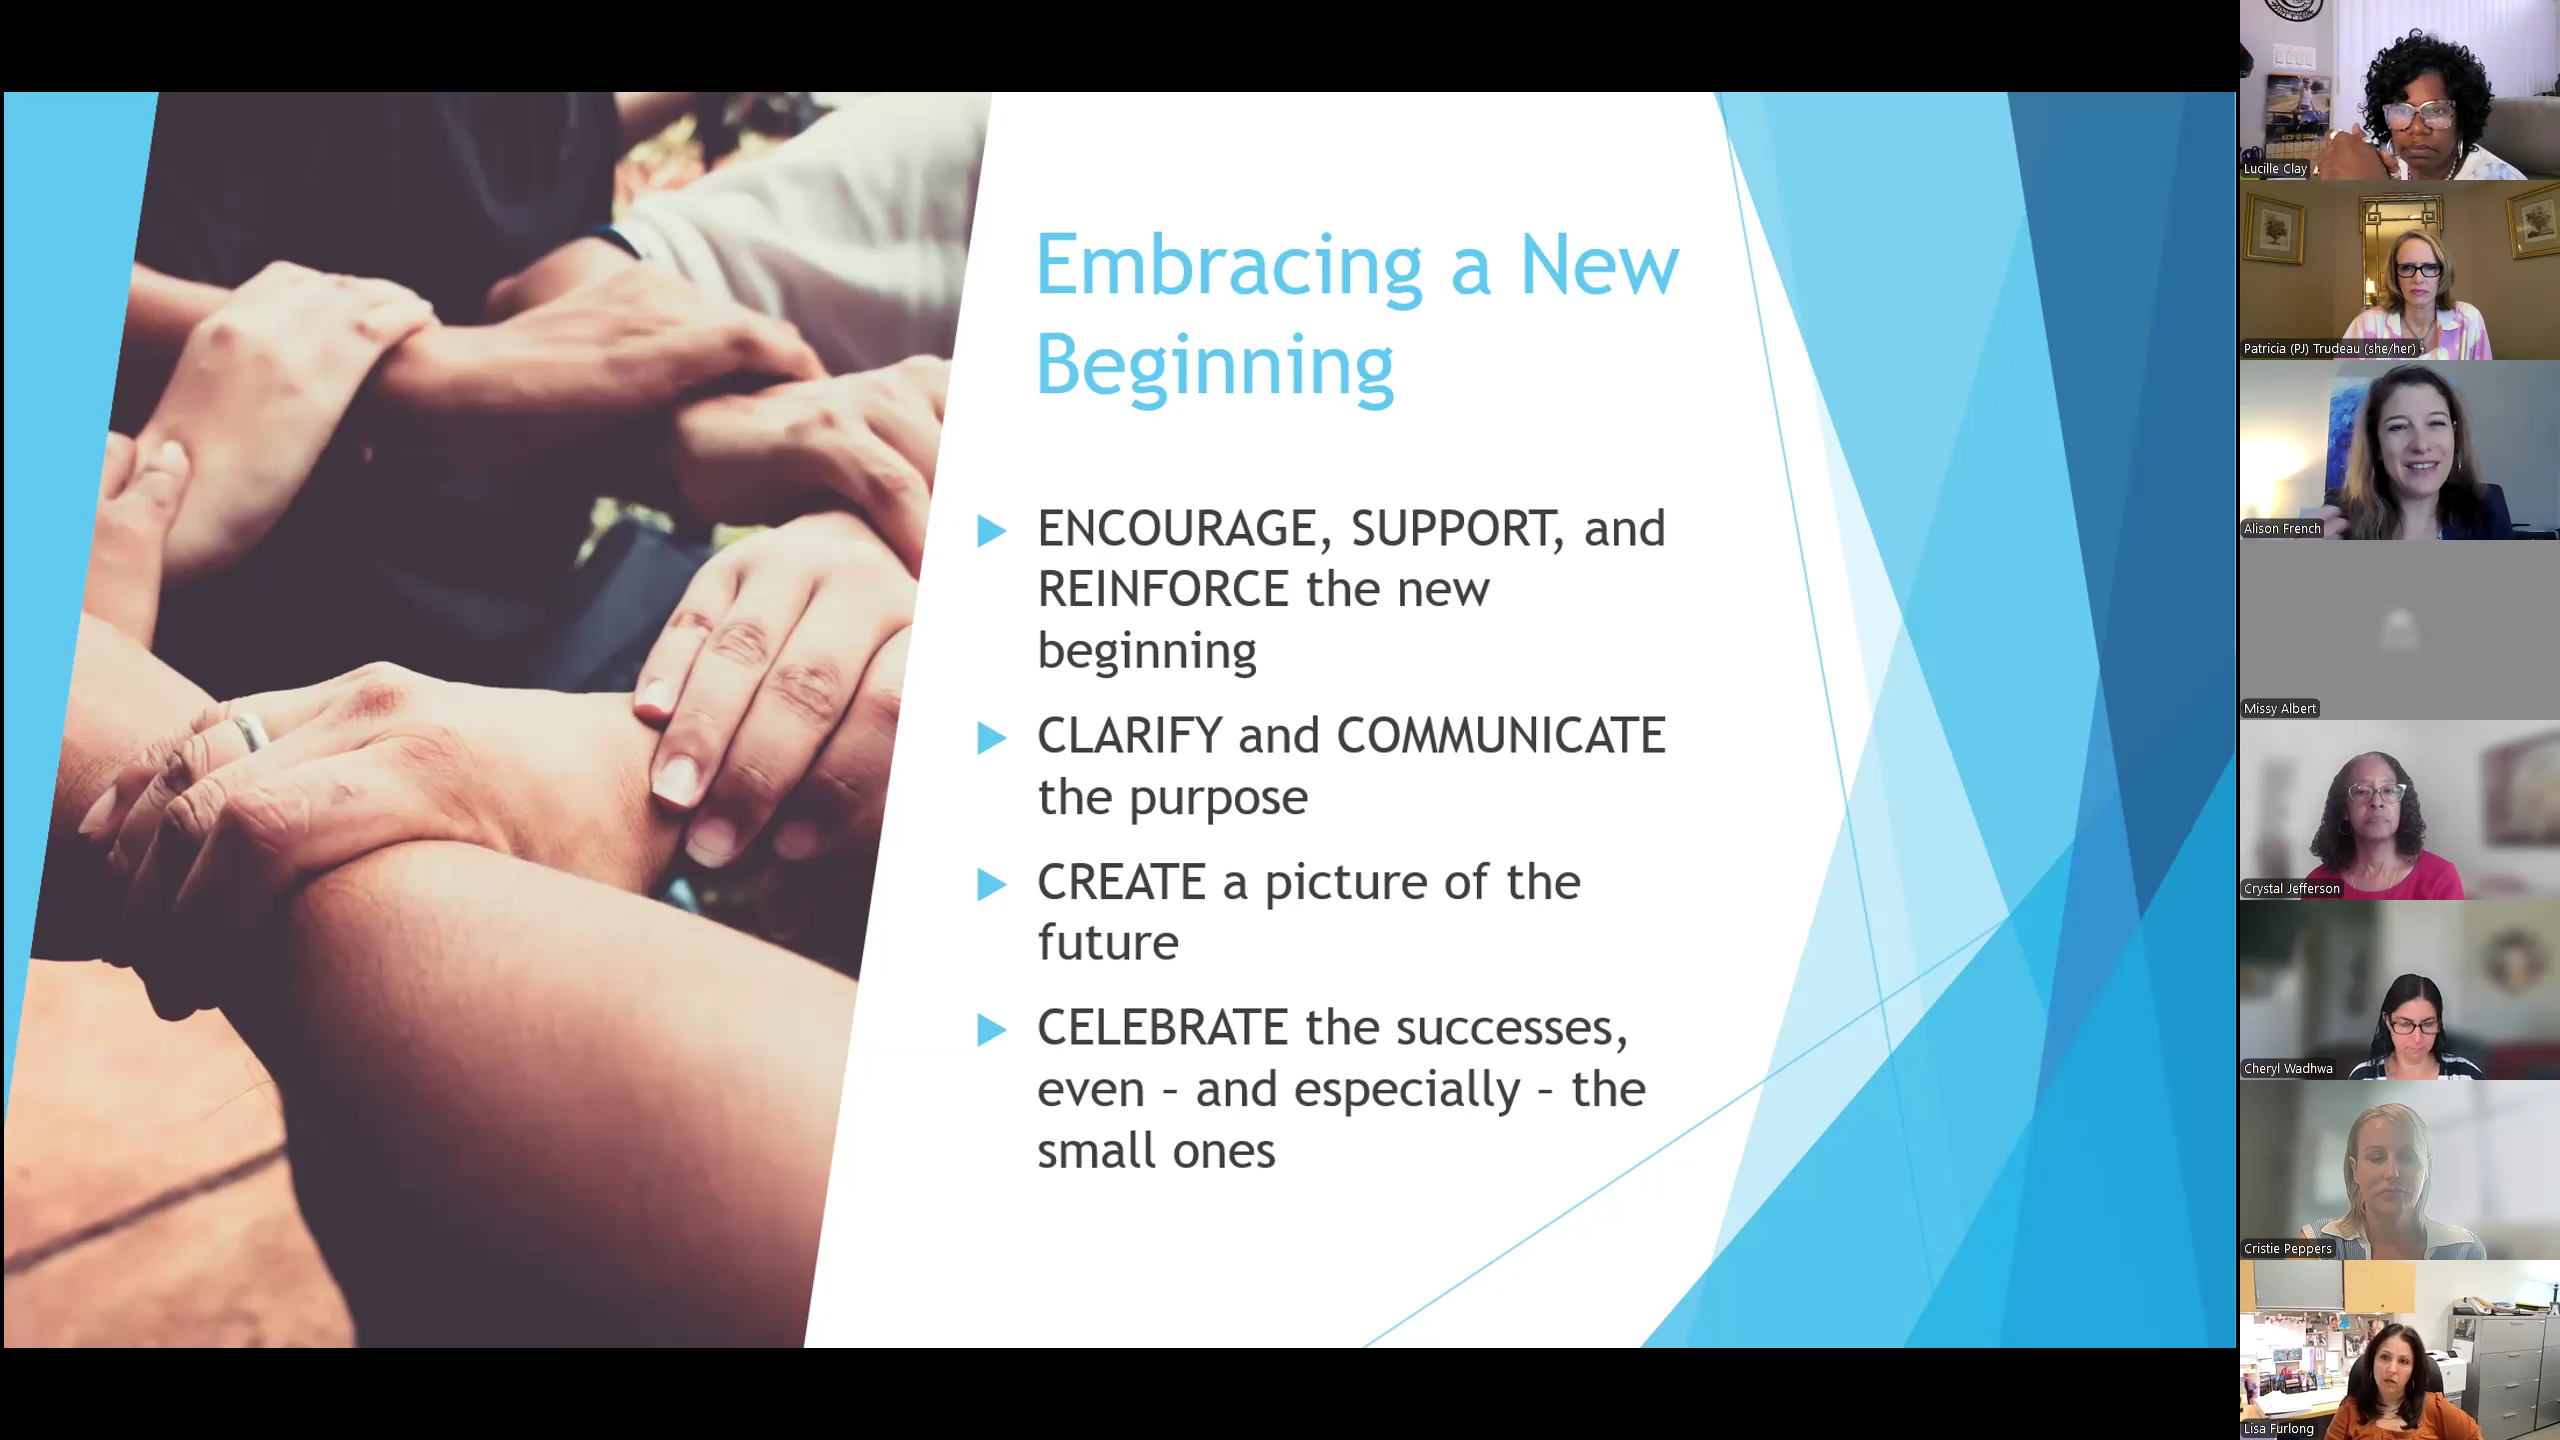 Embracing a New
Beginning
ENCOURAGE, SUPPORT, and
REINFORCE the new
beginning
CLARIFY and COMMUNICATE
the purpose
CREATE a picture of the
future
CELEBRATE the successes,
even – and especially – the
small ones
Lucille Clay
Patricia (PJ) Trudeau (she/her)
Alison French
Missy Albert
Crystal Jefferson
Cheryl Wadhwa
Cristie Peppers
Lisa Furlong